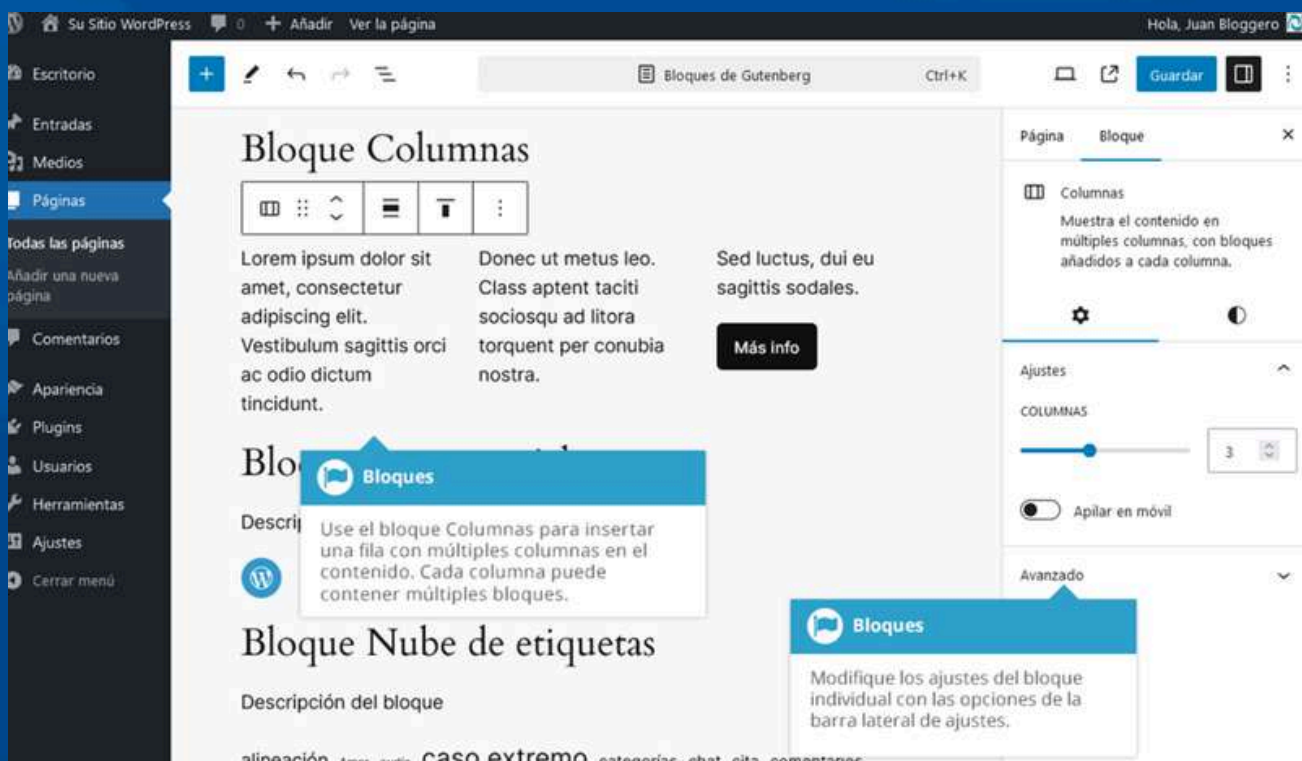 Su Sitio WordPress 0 + Añadir Ver la página Hola, Juan Bloggero
Escritorio
Entradas
Medios
Páginas
Todas las páginas
Añadir una nueva
página
Comentarios
Apariencia
Plugins
Usuarios
Herramientas
Ajustes
Cerrar menú
Bloques de Gutenberg Ctrl+K
Guardar
Bloque Columnas
Lorem ipsum dolor sit
amet, consectetur
adipiscing elit.
Vestibulum sagittis orci
ac odio dictum
tincidunt.
Donec ut metus leo.
Class aptent taciti
sociosqu ad litora
torquent per conubia
nostra.
Sed luctus, dui eu
sagittis sodales.
Más info
Bloques
Use el bloque Columnas para insertar
una fila con múltiples columnas en el
contenido. Cada columna puede
contener múltiples bloques.
Bloque Nube de etiquetas
Descripción del bloque
alineación caso extremo categorías chat cita comentarios
Página Bloque
Columnas
Muestra el contenido en
múltiples columnas, con bloques
añadidos a cada columna.
Ajustes
COLUMNAS
3
Apilar en móvil
Avanzado
Bloques
Modifique los ajustes del bloque
individual con las opciones de la
barra lateral de ajustes.